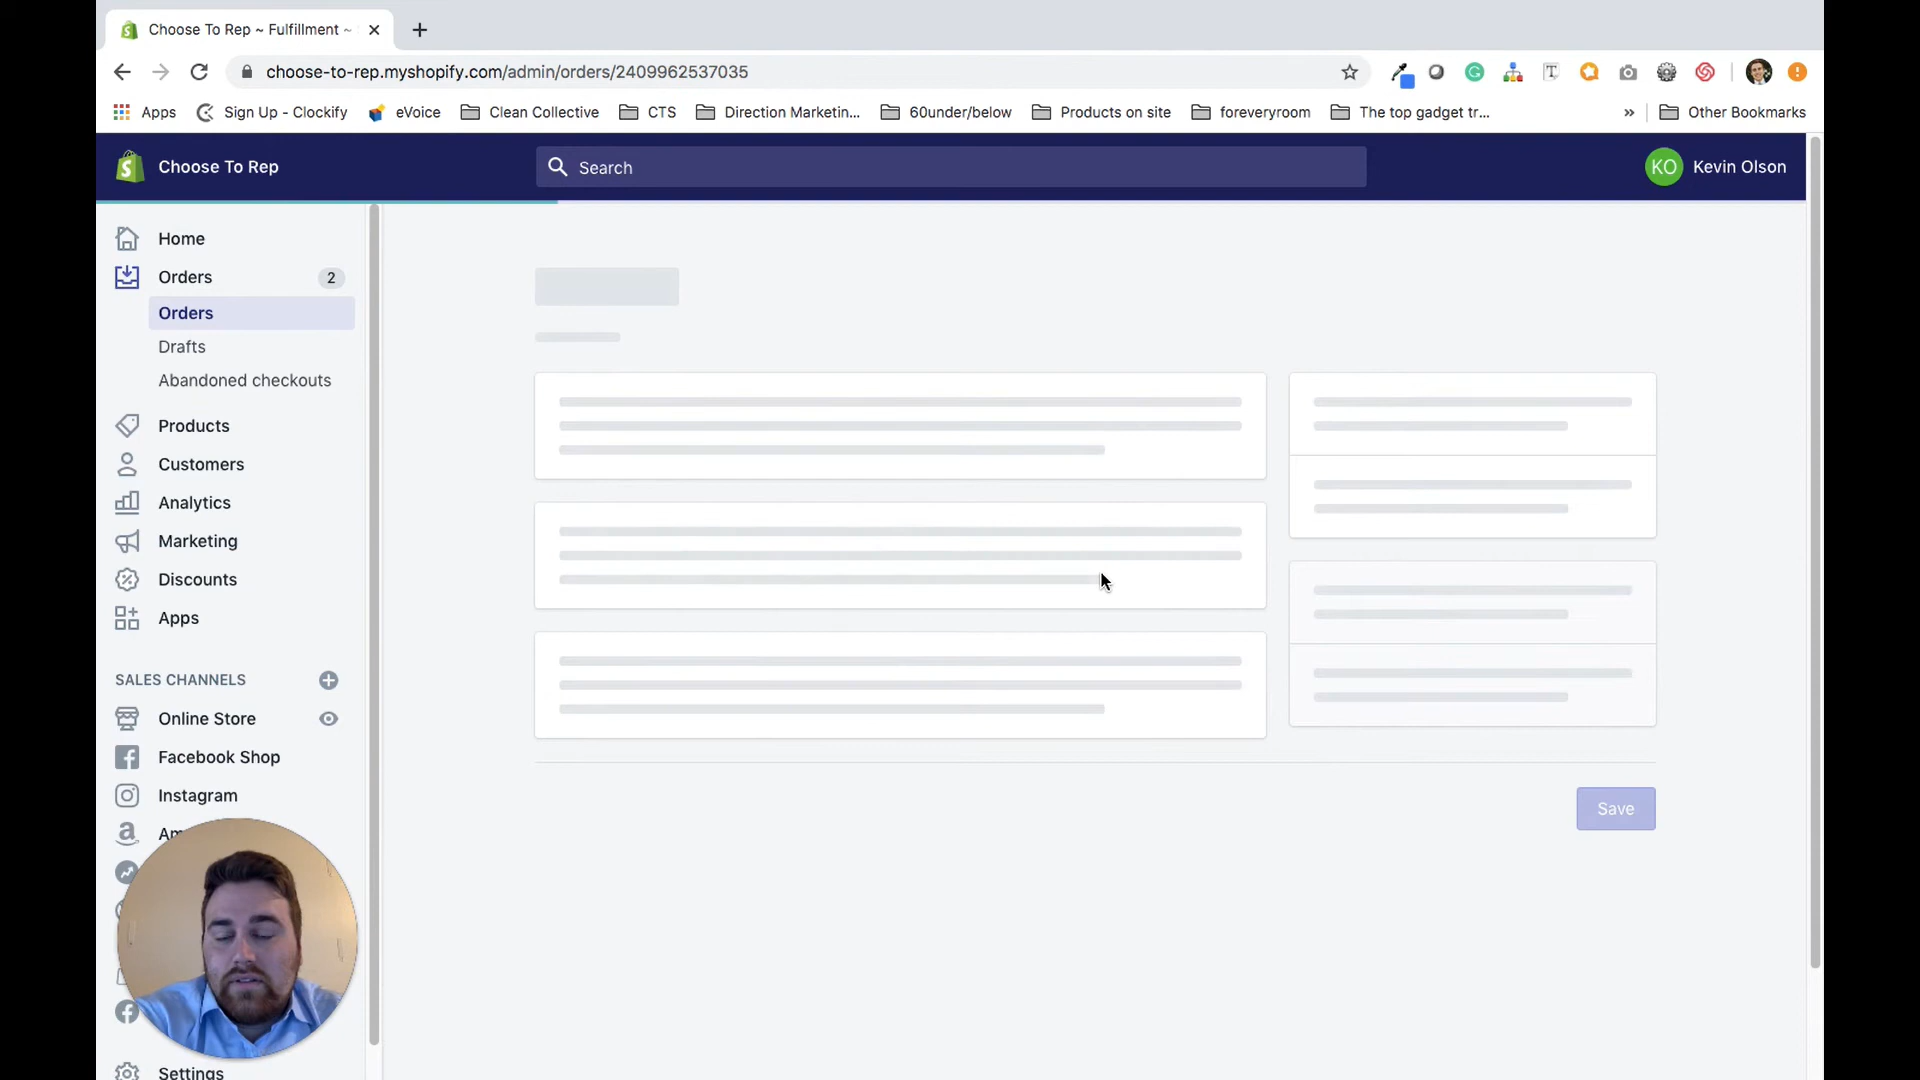 Choose To Rep ~ Fulfillment ~
choose-to-rep.myshopify.com/admin/orders/2409962537035
Apps
Sign Up - Clockify
eVoice
Clean Collective
CTS
Direction Marketin...
60under/below
Products on site
foreveryroom
The top gadget tr...
»
Other Bookmarks
Choose To Rep
Search
KO
Kevin Olson
Home
Orders
2
Orders
Drafts
Abandoned checkouts
Products
Customers
Analytics
Marketing
Discounts
Apps
SALES CHANNELS
Online Store
Facebook Shop
Instagram
Save
Settings